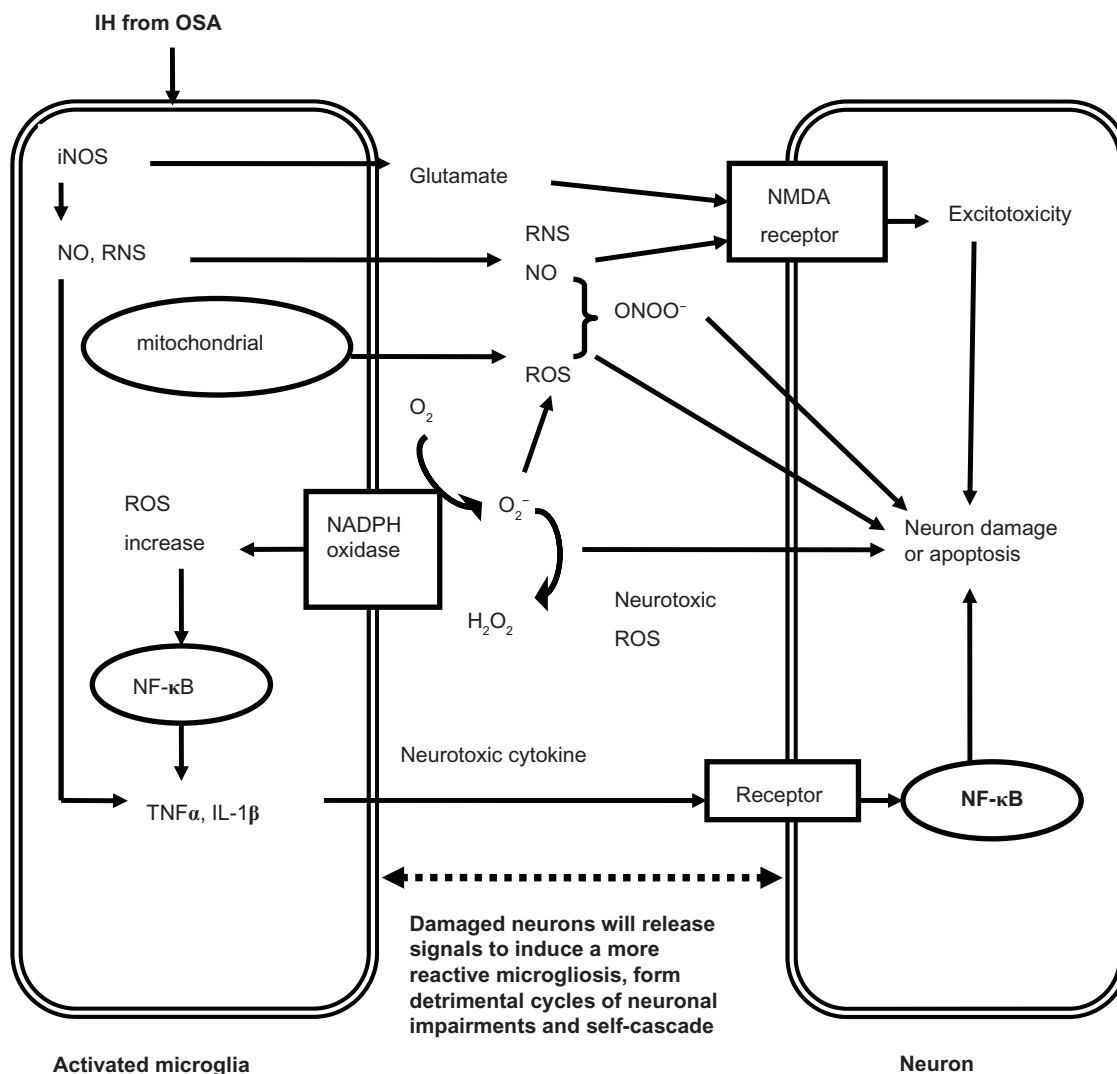 IH from OSA
iNOS
Glutamate
NMDA
receptor
Excitotoxicity
NO, RNS
RNS
NO
ONOO⁻
mitochondrial
ROS
O₂
ROS
increase
NADPH
oxidase
O₂⁻
Neuron damage
or apoptosis
H₂O₂
Neurotoxic
ROS
NF-κB
Neurotoxic cytokine
TNFα, IL-1β
Receptor
NF-κB
Damaged neurons will release
signals to induce a more
reactive microgliosis, form
detrimental cycles of neuronal
impairments and self-cascade
Activated microglia
Neuron